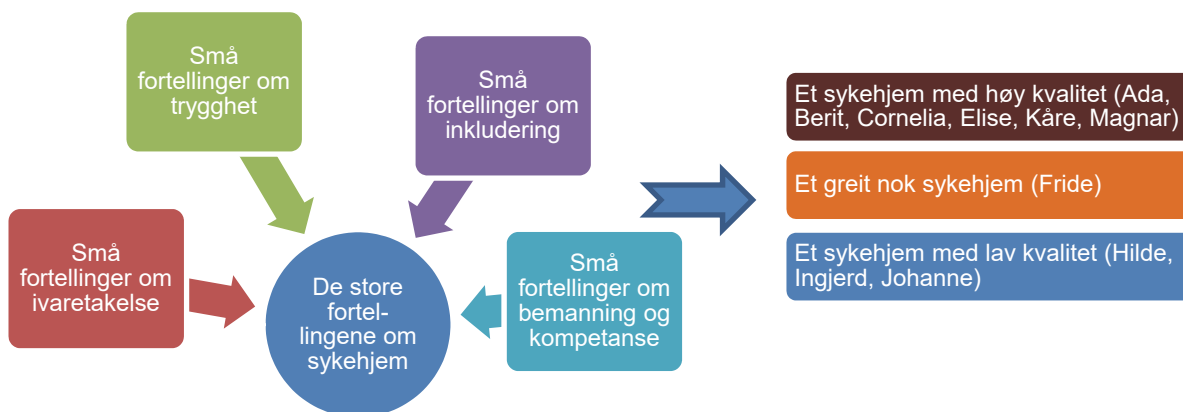 Små
fortellinger om
trygghet
Små
fortellinger om
inkludering
Små
fortellinger om
ivaretakelse
De store
fortel-
lingene om
sykehjem
Små
fortellinger om
bemanning og
kompetanse
Et sykehjem med høy kvalitet (Ada,
Berit, Cornelia, Elise, Kåre, Magnar)
Et greit nok sykehjem (Fride)
Et sykehjem med lav kvalitet (Hilde,
Ingjerd, Johanne)